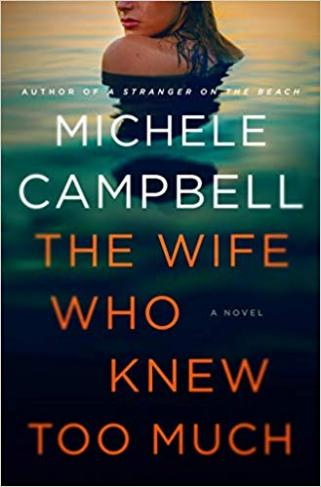 AUTHOR OF A STRANGER ON THE BEACH
MICHELE
CAMPBELL
THE WIFE
WHO
A NOVEL
KNEW
TOO MUCH